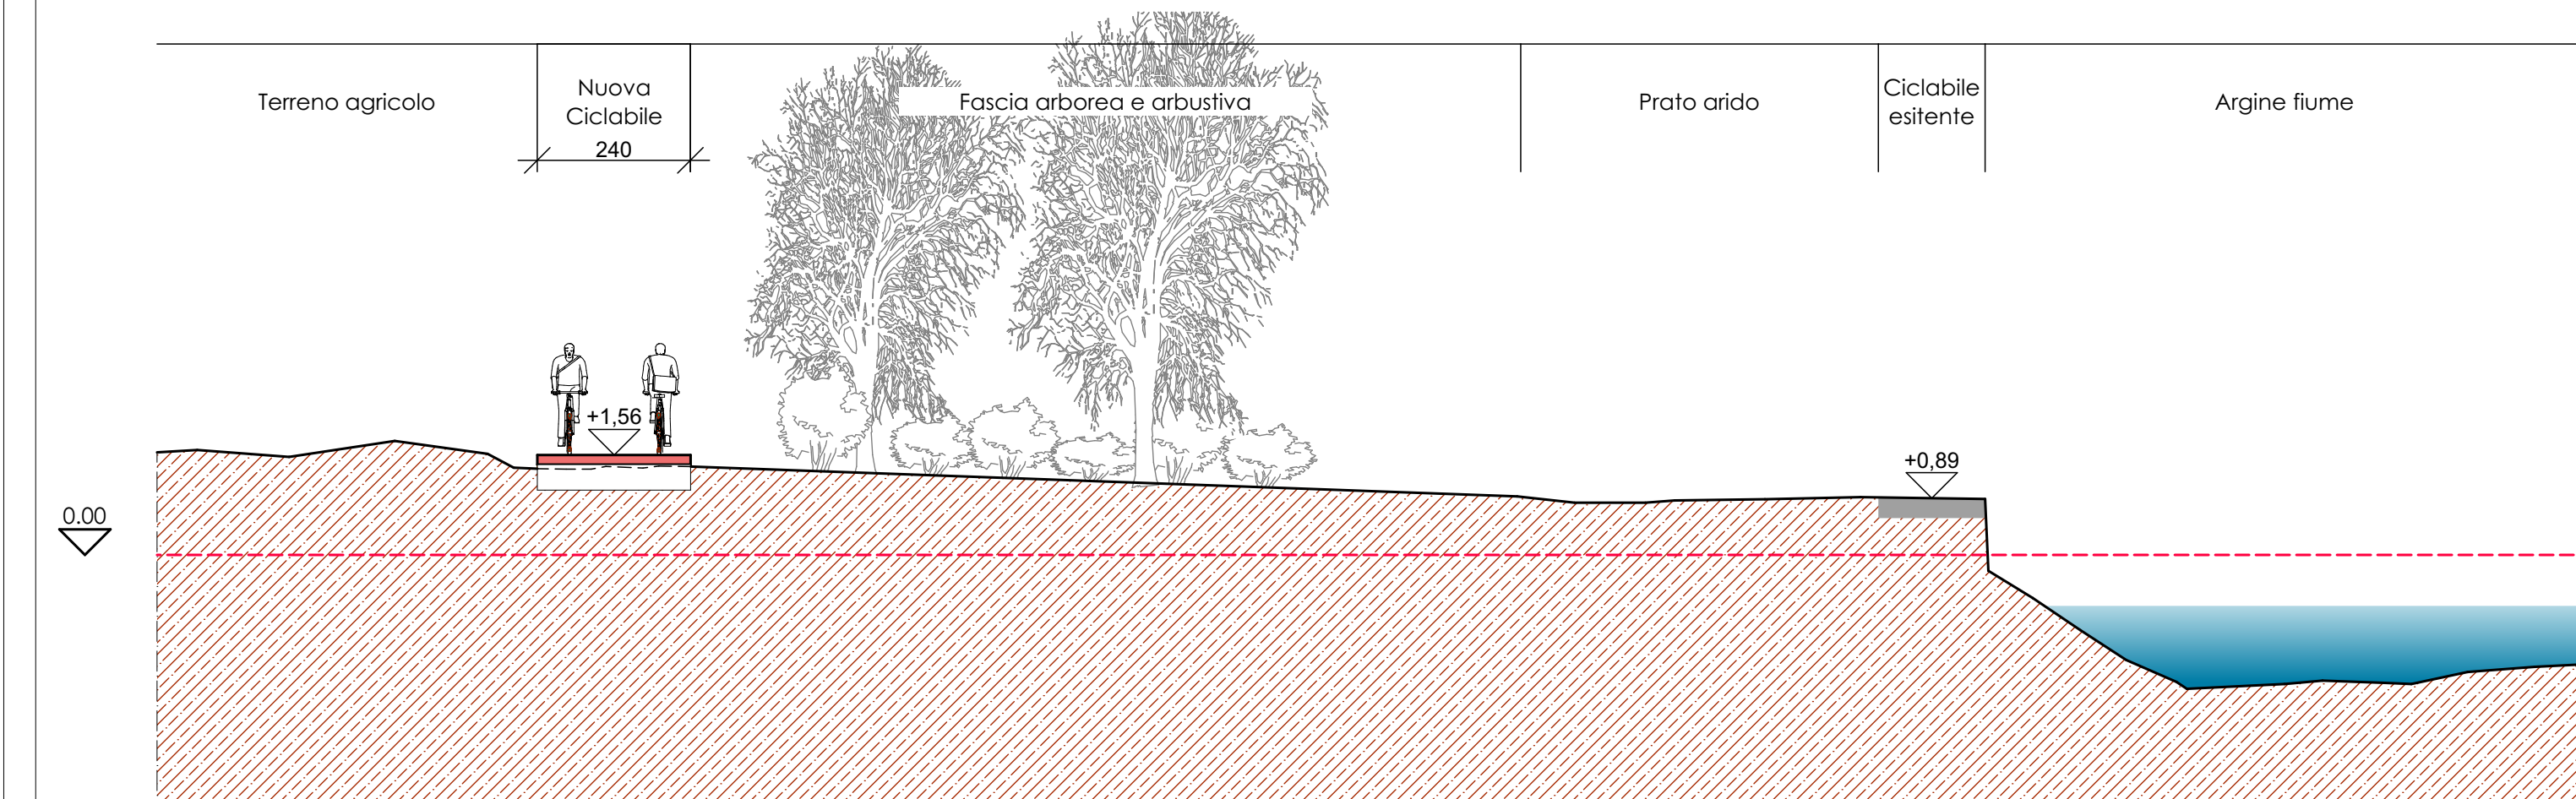 Terreno agricolo
Nuova
Ciclabile
240
Fascia arborea e arbustiva
Prato arido
Ciclabile
esitente
Argine fiume
+1,56
+0,89
0.00